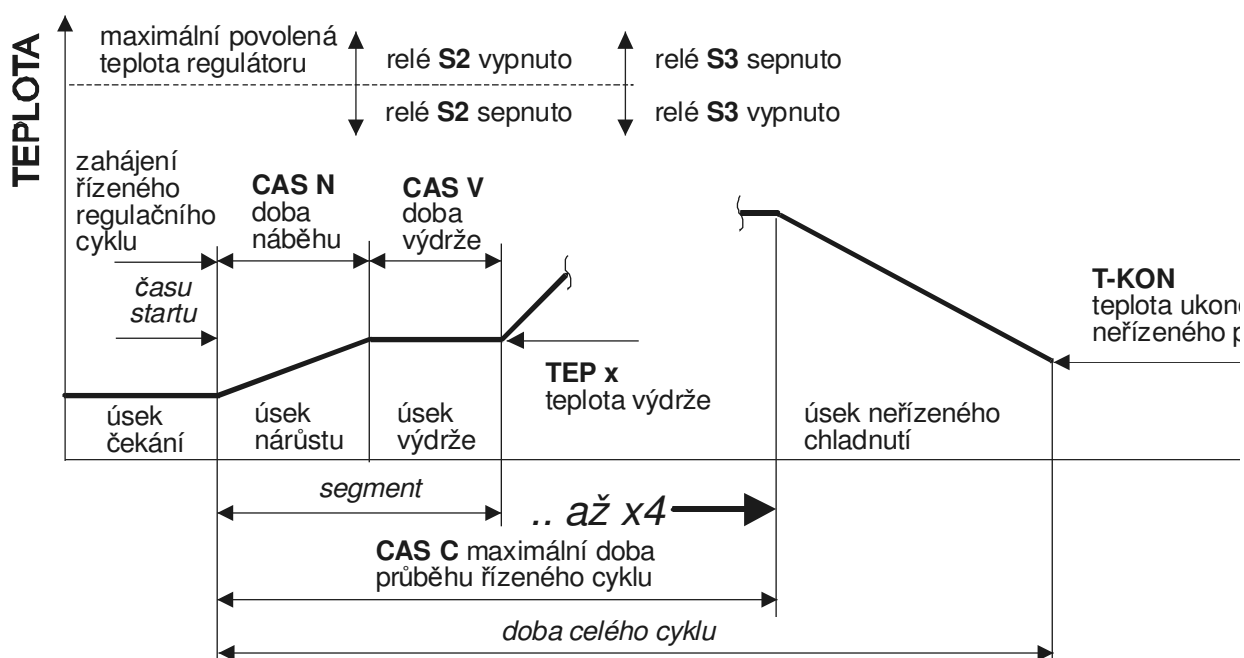 TEPLOTA
maximální povolená
teplota regulátoru
relé S2 vypnuto
relé S3 sepnuto
relé S2 sepnuto
relé S3 vypnuto
zahájení
řízeného
regulačního
cyklu
CAS N
doba
náběhu
CAS V
doba
výdrže
času
startu
T-KON
teplota
neřízeného
TEP x
teplota výdrže
úsek
čekání
úsek
nárůstu
úsek
výdrže
úsek neřízeného
chladnutí
segment
.. až x4
CAS C maximální doba
průběhu řízeného cyklu
doba celého cyklu